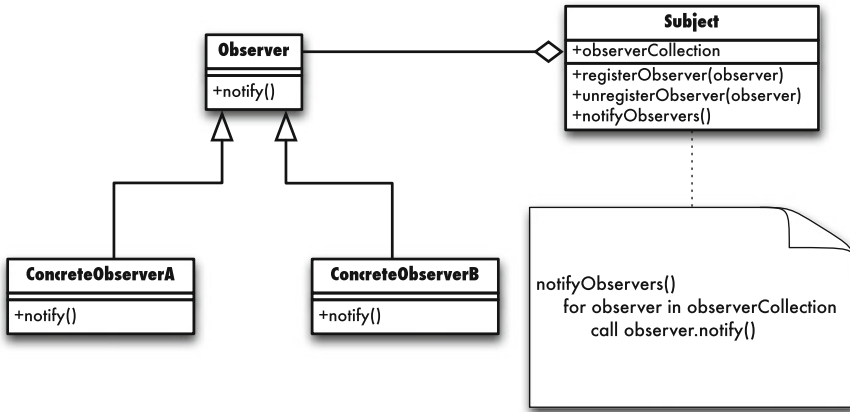 Observer
+notify()
Subject
+observerCollection
+registerObserver(observer)
+unregisterObserver(observer)
+notifyObservers()
ConcreteObserverA
+notify()
ConcreteObserverB
+notify()
notifyObservers()
for observer in observerCollection
call observer.notify()